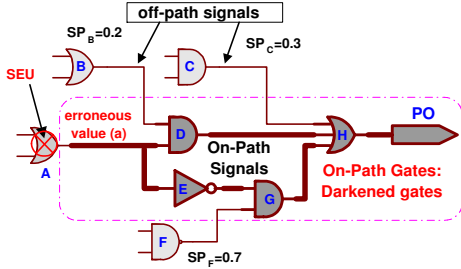 off-path signals
SP_B=0.2
SP_C=0.3
B
C
SEU
erroneous
value (a)
PO
D
H
A
On-Path
Signals
On-Path Gates:
Darkened gates
E
G
F
SP_F=0.7